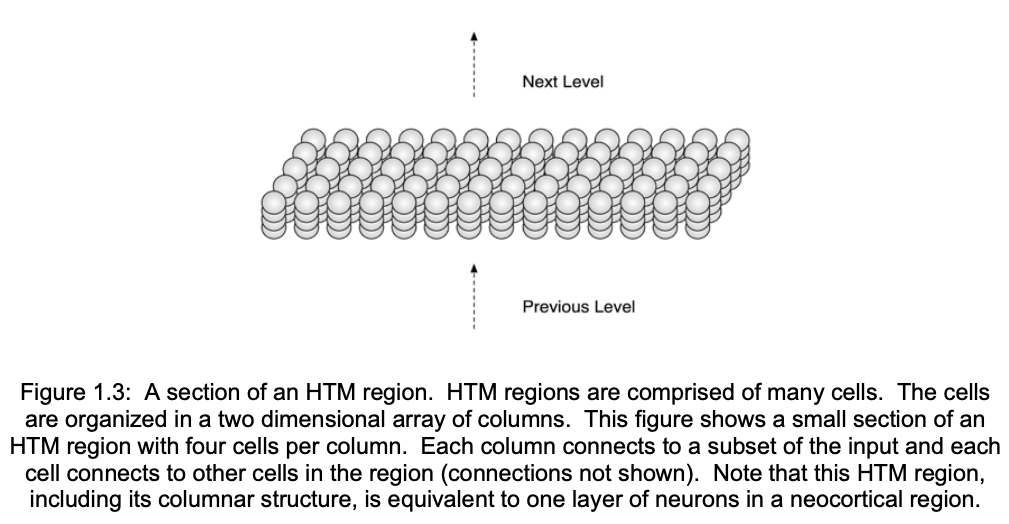 Next Level
Previous Level
Figure 1.3:  A section of an HTM region.  HTM regions are comprised of many cells.  The cells
are organized in a two dimensional array of columns.  This figure shows a small section of an
HTM region with four cells per column.  Each column connects to a subset of the input and each
cell connects to other cells in the region (connections not shown).  Note that this HTM region,
including its columnar structure, is equivalent to one layer of neurons in a neocortical region.